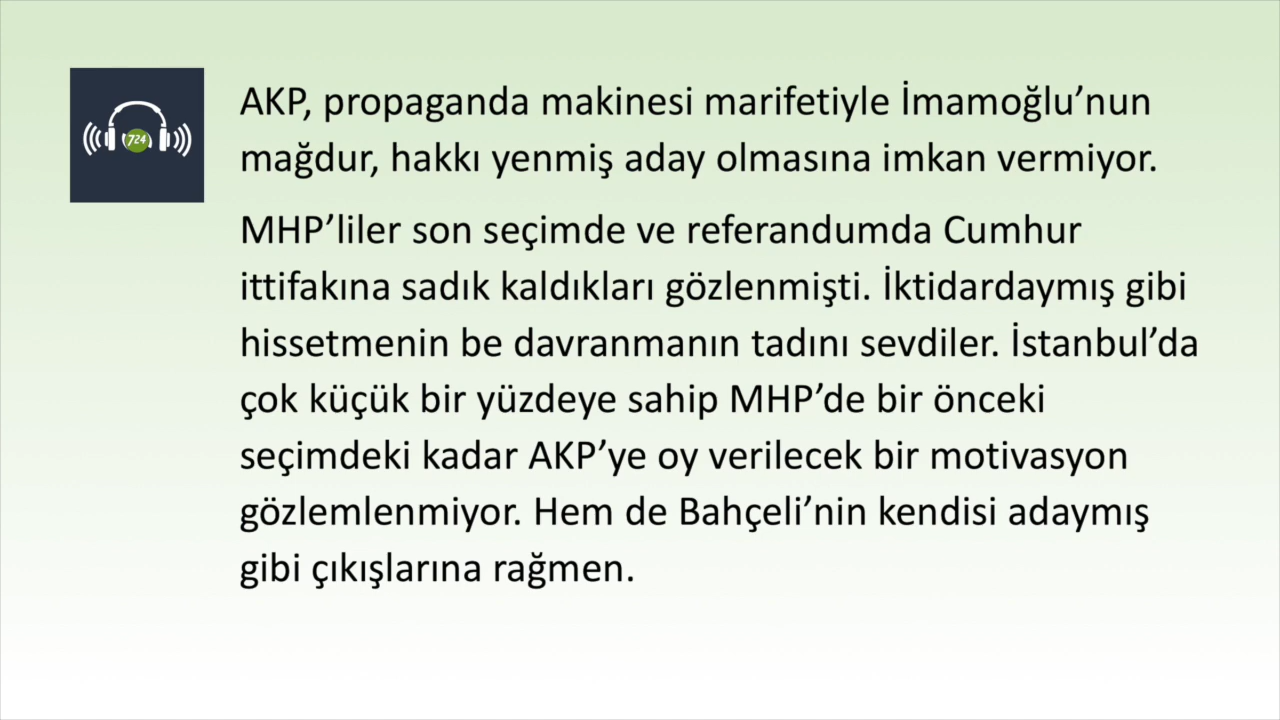 724
AKP, propaganda makinesi marifetiyle İmamoğlu’nun
mağdur, hakkı yenmiş aday olmasına imkan vermiyor.
MHP’liler son seçimde ve referandumda Cumhur
ittifakına sadık kaldıkları gözlenmişti. İktidardaymış gibi
hissetmenin be davranmanın tadını sevdiler. İstanbul’da
çok küçük bir yüzdeye sahip MHP’de bir önceki
seçimdeki kadar AKP’ye oy verilecek bir motivasyon
gözlemlenmiyor. Hem de Bahçeli’nin kendisi adaymış
gibi çıkışlarına rağmen.